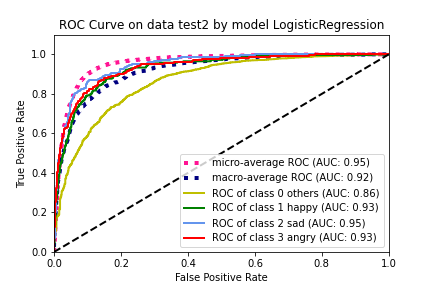 ROC Curve on data test2 by model LogisticRegression
True Positive Rate
1.0
0.8
0.6
0.4
0.2
0.0
micro-average ROC (AUC: 0.95)
macro-average ROC (AUC: 0.92)
ROC of class 0 others (AUC: 0.86)
ROC of class 1 happy (AUC: 0.93)
ROC of class 2 sad (AUC: 0.95)
ROC of class 3 angry (AUC: 0.93)
0.0 0.2 0.4 0.6 0.8 1.0
False Positive Rate